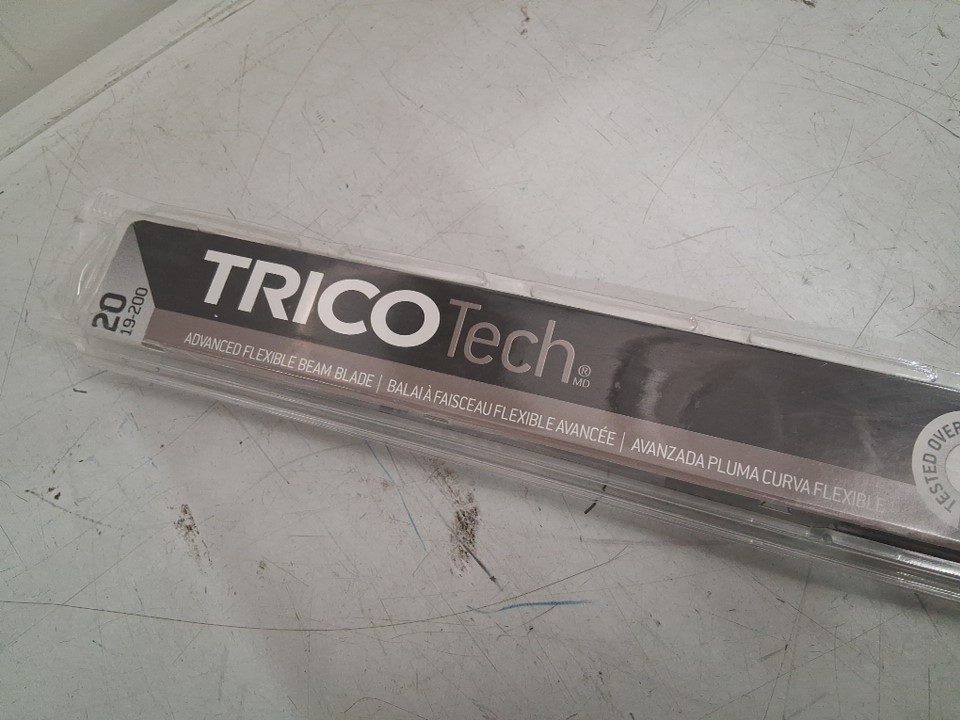 20
19-200
TRICO Tech®
MD
ADVANCED FLEXIBLE BEAM BLADE | BALAI À FAISCEAU FLEXIBLE AVANCÉE | AVANZADA PLUMA CURVA FLEXIBLE
TESTED OVER